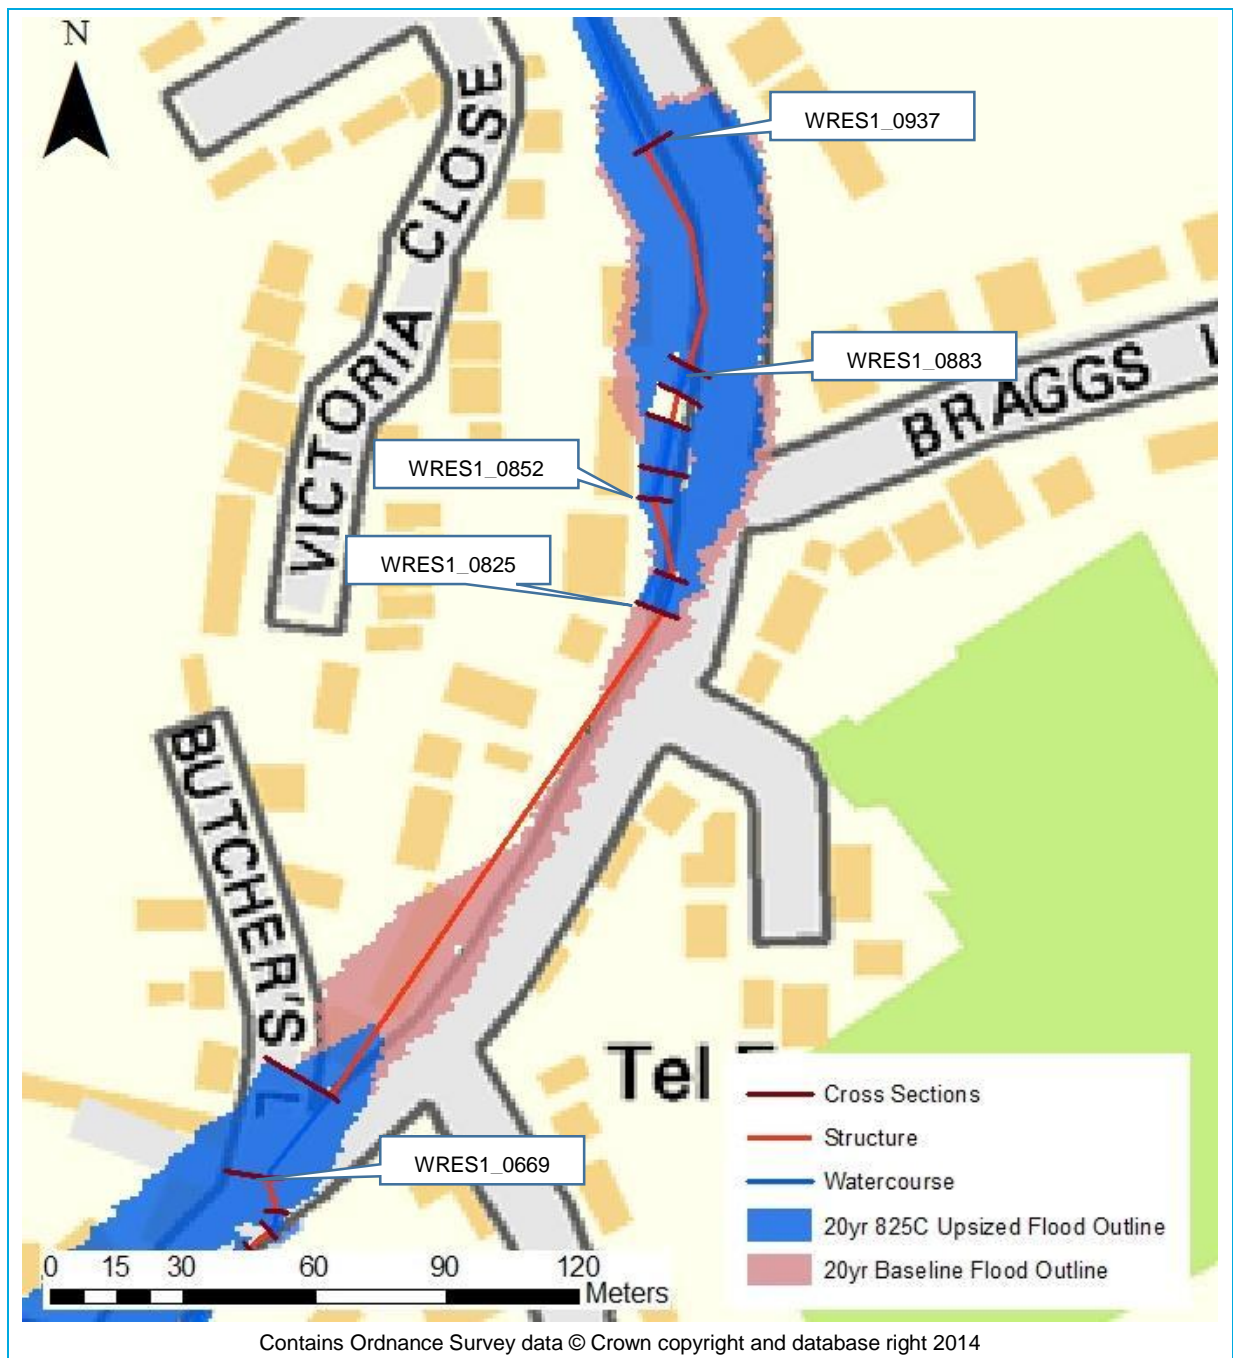 N
WRES1_0937
VICTORIA CLOSE
WRES1_0883
BRAGGS
WRES1_0852
WRES1_0825
BUTCHER'S L
Tel
Cross Sections
Structure
Watercourse
20yr 825C Upsized Flood Outline
20yr Baseline Flood Outline
WRES1_0669
0 15 30 60 90 120
Meters
Contains Ordnance Survey data © Crown copyright and database right 2014